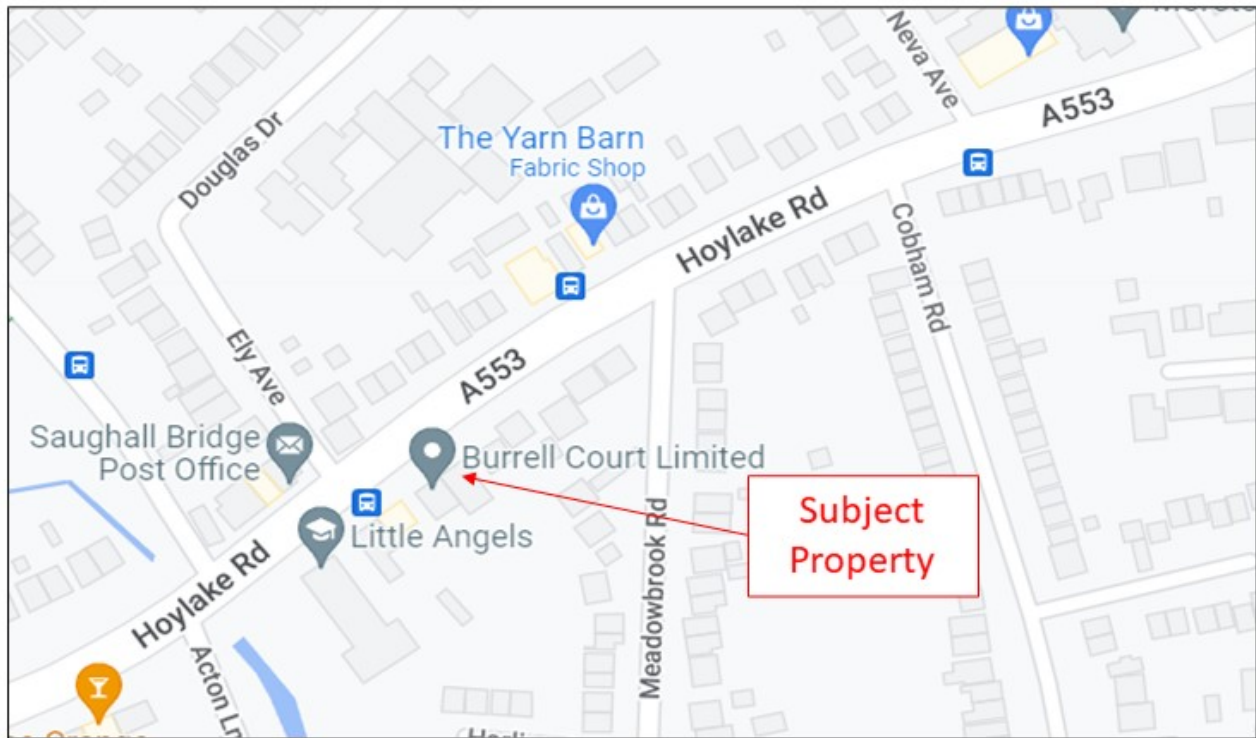 Neva Ave
A553
The Yarn Barn
Fabric Shop
Douglas Dr
Hoylake Rd
Cobham Rd
Ely Ave
A553
Saughall Bridge
Post Office
Burrell Court Limited
Subject
Property
Little Angels
Meadowbrook Rd
Hoylake Rd
Acton Ln